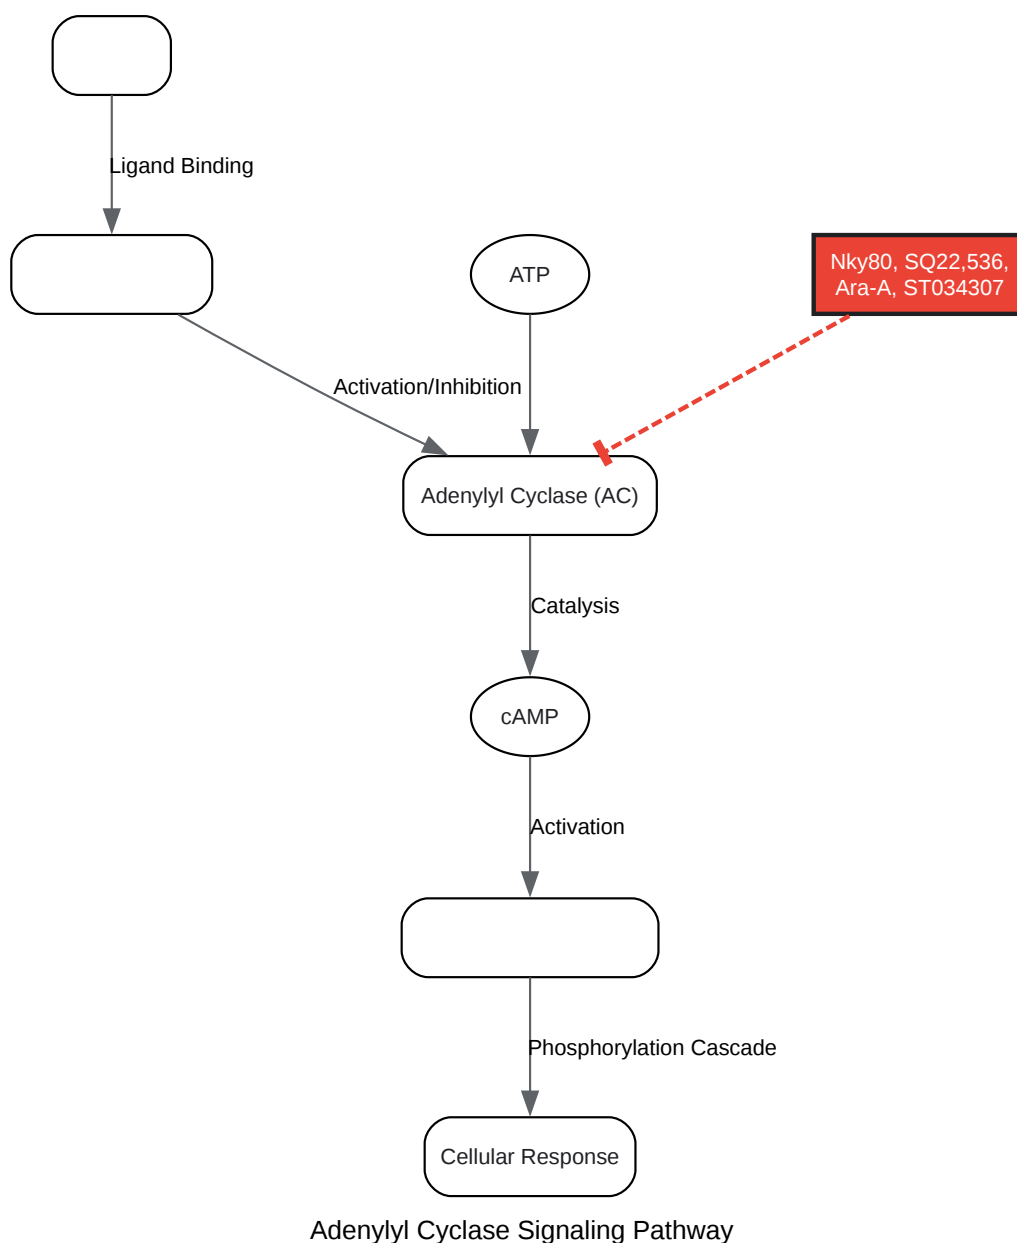 Ligand Binding
ATP
Nky80, SQ22,536,
Ara-A, ST034307
Activation/Inhibition
Adenylyl Cyclase (AC)
Catalysis
cAMP
Activation
Phosphorylation Cascade
Cellular Response
Adenylyl Cyclase Signaling Pathway